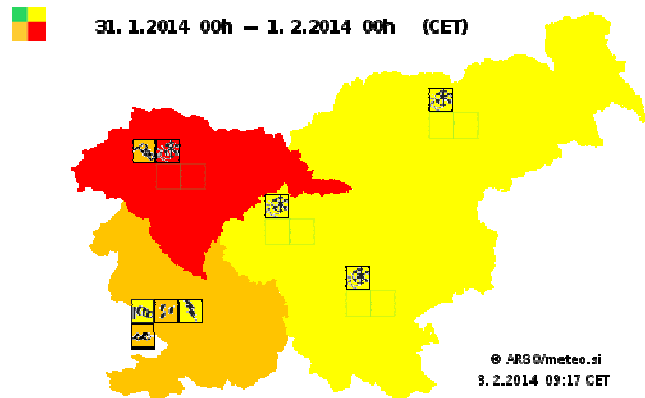 31. 1.2014 00h — 1. 2.2014 00h (CET)
© ARSO/meteo.si
3. 2.2014 09:17 CET